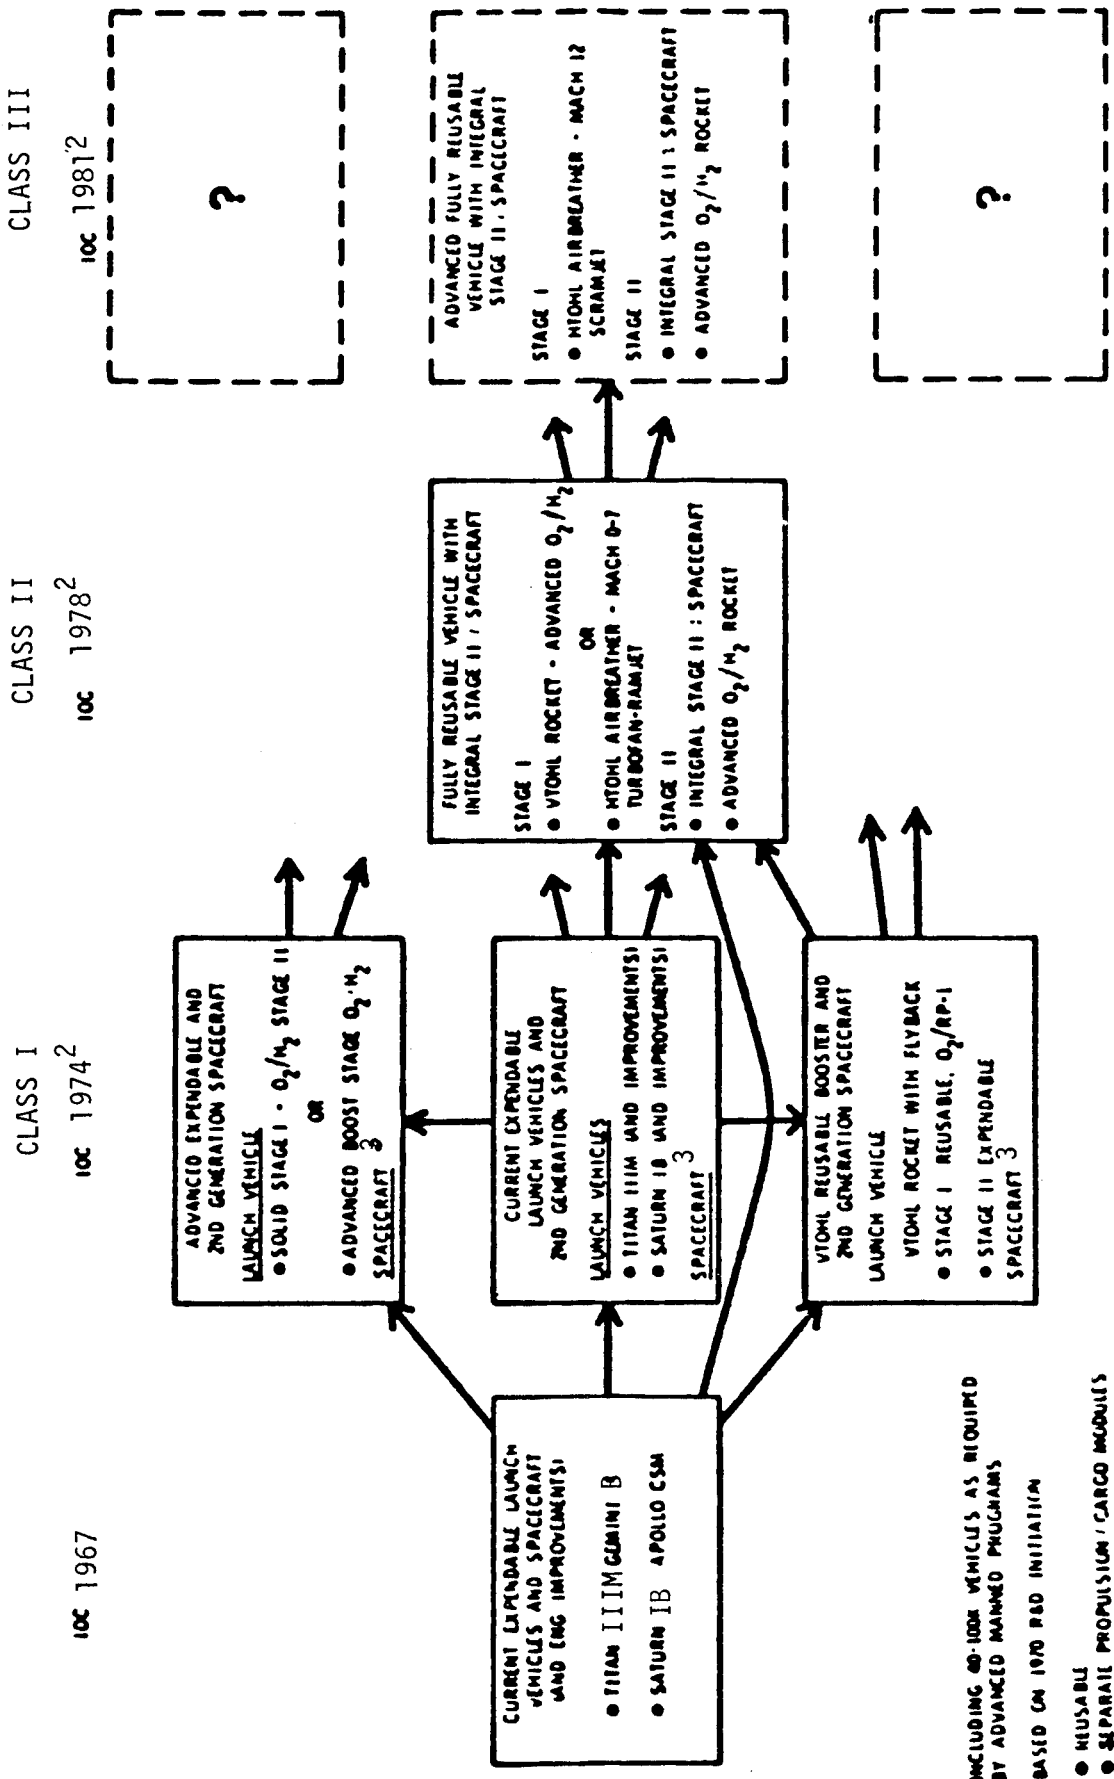 IOC 1967
CURRENT EXPENDABLE LAUNCH
VEHICLES AND SPACECRAFT
(AND ENG IMPROVEMENTS)
● TITAN IIIM GEMINI B
● SATURN IB APOLLO CSM
CLASS I
IOC 1974²
ADVANCED EXPENDABLE AND
2ND GENERATION SPACECRAFT
LAUNCH VEHICLE
● SOLID STAGE I - O₂/H₂ STAGE II
OR
● ADVANCED BOOST STAGE O₂·H₂
SPACECRAFT 3
CURRENT EXPENDABLE
LAUNCH VEHICLES AND
2ND GENERATION SPACECRAFT
LAUNCH VEHICLES
● TITAN IIIM (AND IMPROVEMENTS)
● SATURN IB (AND IMPROVEMENTS)
SPACECRAFT 3
VTOHL REUSABLE BOOSTER AND
2ND GENERATION SPACECRAFT
LAUNCH VEHICLE
VTOHL ROCKET WITH FLYBACK
● STAGE I REUSABLE, O₂/RP-1
● STAGE II EXPENDABLE
SPACECRAFT 3
CLASS II
IOC 1978²
FULLY REUSABLE VEHICLE WITH
INTEGRAL STAGE II / SPACECRAFT
STAGE I
● VTOHL ROCKET - ADVANCED O₂/H₂
OR
● HTOHL AIRBREATHER - MACH 0-7
TURBOFAN-RAMJET
STAGE II
● INTEGRAL STAGE II : SPACECRAFT
● ADVANCED O₂/H₂ ROCKET
CLASS III
IOC 1981²
?
ADVANCED FULLY REUSABLE
VEHICLE WITH INTEGRAL
STAGE II / SPACECRAFT
STAGE I
● HTOHL AIRBREATHER - MACH 12
SCRAMJET
STAGE II
● INTEGRAL STAGE II : SPACECRAFT
● ADVANCED O₂/H₂ ROCKET
?
INCLUDING 40-100K VEHICLES AS REQUIRED
BY ADVANCED MANNED PROGRAMS
BASED ON 1970 R&D INITIATION
● REUSABLE
● SEPARATE PROPULSION / CARGO MODULES